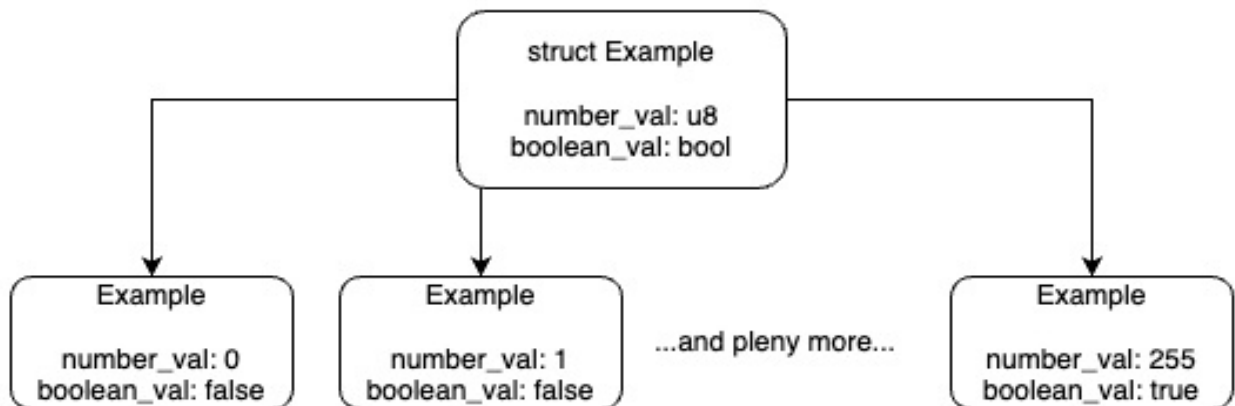 struct Example
number_val: u8
boolean_val: bool
Example
number_val: 0
boolean_val: false
Example
number_val: 1
boolean_val: false
...and pleny more...
Example
number_val: 255
boolean_val: true